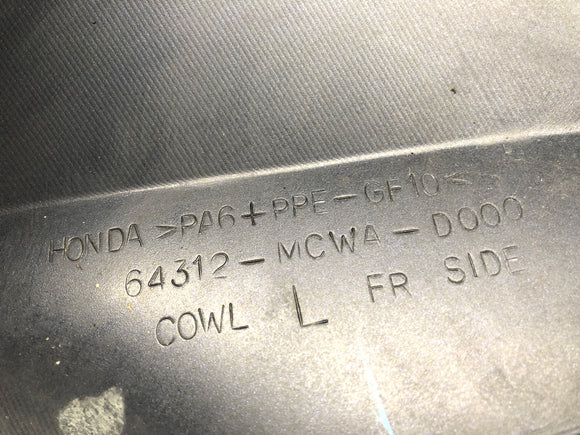 HONDA >PA6+PPE-GF10<
64312-MCWA-D000
COWL L FR SIDE